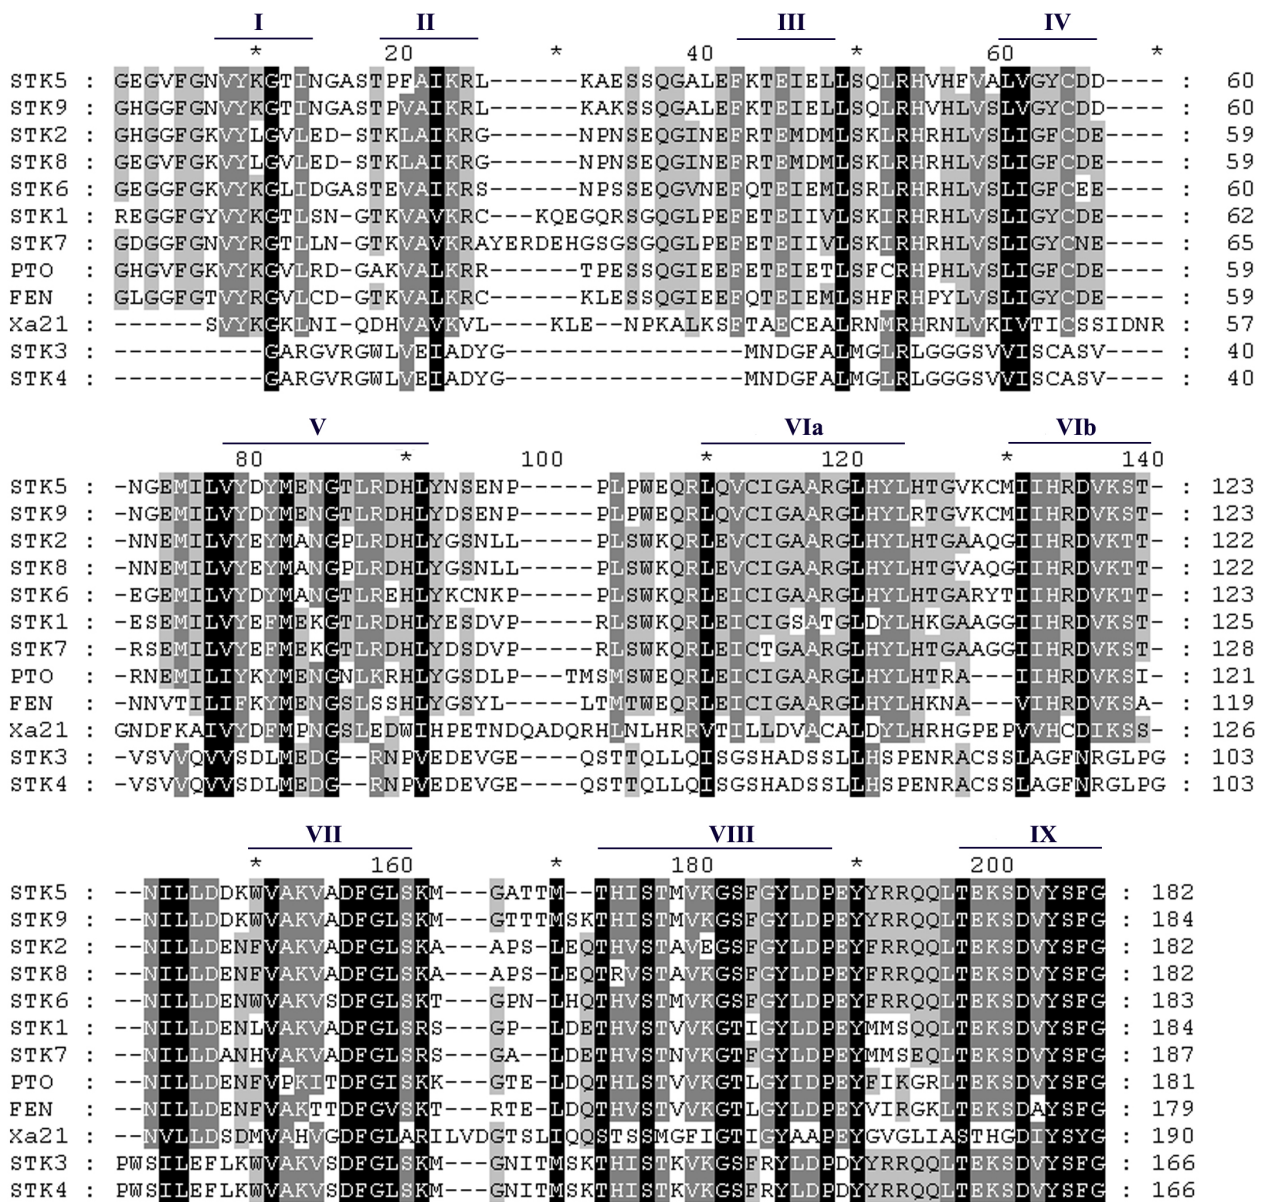 I II III IV
* 20 * 40 * 60 *
STK5 : GEGVFGNVYKGTINGASTPFAIKRL------KAESSQGALEFKTEIELLSQLRHVHFVALVGYCDD---- : 60
STK9 : GHGGFGNVYKGTINGASTPVAIKRL------KAKSSQGALEFKTEIELLSQLRHVHLVSLVGYCDD---- : 60
STK2 : GHGGFGKVYLGVLED-STKLAIKRG------NPNSEQGINEFRTEMDMLSKLRHRHLVSLIGFCDE---- : 59
STK8 : GEGVFGKVYLGVLED-STKLAIKRG------NPNSEQGINEFRTEMDMLSKLRHRHLVSLIGFCDE---- : 59
STK6 : GEGGFGKVYKGLIDGASTEVAIKRS------NPSSEQGVNEFQTEIEMLSRLRHRHLVSLIGFCEE---- : 60
STK1 : REGGFGYVYKGTLSN-GTKVAVKRC---KQEGQRSGQGLPEFETEIIVLSKIRHRHLVSLIGYCDE---- : 62
STK7 : GDGGFGNVYRGTLLN-GTKVAVKRAYERDEHGSGSGQGLPEFETEIIVLSKIRHRHLVSLIGYCNE---- : 65
PTO : GHGVFGKVYKGVLRD-GAKVALKRR------TPESSQGIEEFETEIETLSFCRHPHLVSLIGFCDE---- : 59
FEN : GLGGFGTVYRGVLCD-GTKVALKRC------KLESSQGIEEFQTEIEMLSHFRHPYLVSLIGYCDE---- : 59
Xa21 : ------SVYKGKLNI-QDHVAVKVL---KLE--NPKALKSFTAECEALRNMRHRNLVKIVTICSSIDNR : 57
STK3 : ----------GARGVRGWLVEIADYG----------------MNDGFALMGLRLGGGSVVISCASV---- : 40
STK4 : ----------GARGVRGWLVEIADYG----------------MNDGFALMGLRLGGGSVVISCASV---- : 40
V VIa VIb
80 * 100 * 120 * 140
STK5 : -NGEMILVYDYMENGTLRDHLYNSENP-----PLPWEQRLQVCIGAARGLHYLHTGVKCMIIHRDVKST- : 123
STK9 : -NGEMILVYDYMENGTLRDHLYDSENP-----PLPWEQRLQVCIGAARGLHYLRTGVKCMIIHRDVKST- : 123
STK2 : -NNEMILVYEYMANGPLRDHLYGSNLL-----PLSWKQRLEVCIGAARGLHYLHTGAAQGIIHRDVKTT- : 122
STK8 : -NNEMILVYEYMANGPLRDHLYGSNLL-----PLSWKQRLEVCIGAARGLHYLHTGVAQGIIHRDVKTT- : 122
STK6 : -EGEMILVYDYMANGTLREHLYKCNKP-----PLSWKQRLEICIGAARGLHYLHTGARYTIIHRDVKTT- : 123
STK1 : -ESEMILVYEFMEKGTLRDHLYESDVP-----RLSWKQRLEICIGSATGLDYLHKGAAGGIIHRDVKST- : 125
STK7 : -RSEMILVYEFMEKGTLRDHLYDSDVP-----RLSWKQRLEICTGAARGLHYLHTGAAGGIIHRDVKST- : 128
PTO : -RNEMILIYKYMENGNLKRHLYGSDLP---TMSMSWEQRLEICIGAARGLHYLHTRA---IIHRDVKSI- : 121
FEN : -NNVTILIFKYMENGSLSSHLYGSYL----LTMTWEQRLEICIGAARGLHYLHKNA---VIHRDVKSA- : 119
Xa21 : GNDFKAIVYDFMPNGSLEDWIHPETNDQADQRHLNLHRRVTILLDVACALDYLHRHGPEPVVHCDIKSS- : 126
STK3 : -VSVVQVVSDLMEDG--RNPVEDEVGE----QSTTQLLQISGSHADSSLLHSPENRACSSLAGFNRGLPG : 103
STK4 : -VSVVQVVSDLMEDG--RNPVEDEVGE----QSTTQLLQISGSHADSSLLHSPENRACSSLAGFNRGLPG : 103
VII VIII IX
* 160 * 180 * 200
STK5 : --NILLDDKWVAKVADFGLSKM---GATTM--THISTMVKGSFGYLDPEYYRRQQLTEKSDVYSFG : 182
STK9 : --NILLDDKWVAKVADFGLSKM---GTTTMSKTHISTMVKGSFGYLDPEYYRRQQLTEKSDVYSFG : 184
STK2 : --NILLDENFVAKVADFGLSKA---APS-LEQTHVSTAVEGSFGYLDPEYFRRQQLTEKSDVYSFG : 182
STK8 : --NILLDENFVAKVADFGLSKA---APS-LEQTRVSTAVKGSFGYLDPEYFRRQQLTEKSDVYSFG : 182
STK6 : --NILLDENWVAKVSDFGLSKT---GPN-LHQTHVSTMVKGSFGYLDPEYFRRQQLTEKSDVYSFG : 183
STK1 : --NILLDENLVAKVADFGLSRS---GP--LDETHVSTVVKGTIGYLDPEYMMSQQLTEKSDVYSFG : 184
STK7 : --NILLDANHVAKVADFGLSRS---GA--LDETHVSTNVKGTFGYLDPEYMMSEQLTEKSDVYSFG : 187
PTO : --NILLDENFVPKITDFGISKK---GTE-LDQTHLSTVVKGTLGYIDPEYFIKGRLTEKSDVYSFG : 181
FEN : --NILLDENFVAKTTDFGVSKT---RTE-LDQTHVSTVVKGTLGYLDPEYVIRGKLTEKSDAYSFG : 179
Xa21 : --NVLLDSDMVAHVGDFGLARILVDGTSLIQQSTSSMGFIGTIGYAAPEYGVGLIASTHGDIYSYG : 190
STK3 : PWSILEFLKWVAKVSDFGLSKM---GNITMSKTHISTKVKGSFRYLDPDYYRRQQLTEKSDVYSFG : 166
STK4 : PWSILEFLKWVAKVSDFGLSKM---GNITMSKTHISTMVKGSFRYLDPDYYRRQQLTEKSDVYSFG : 166